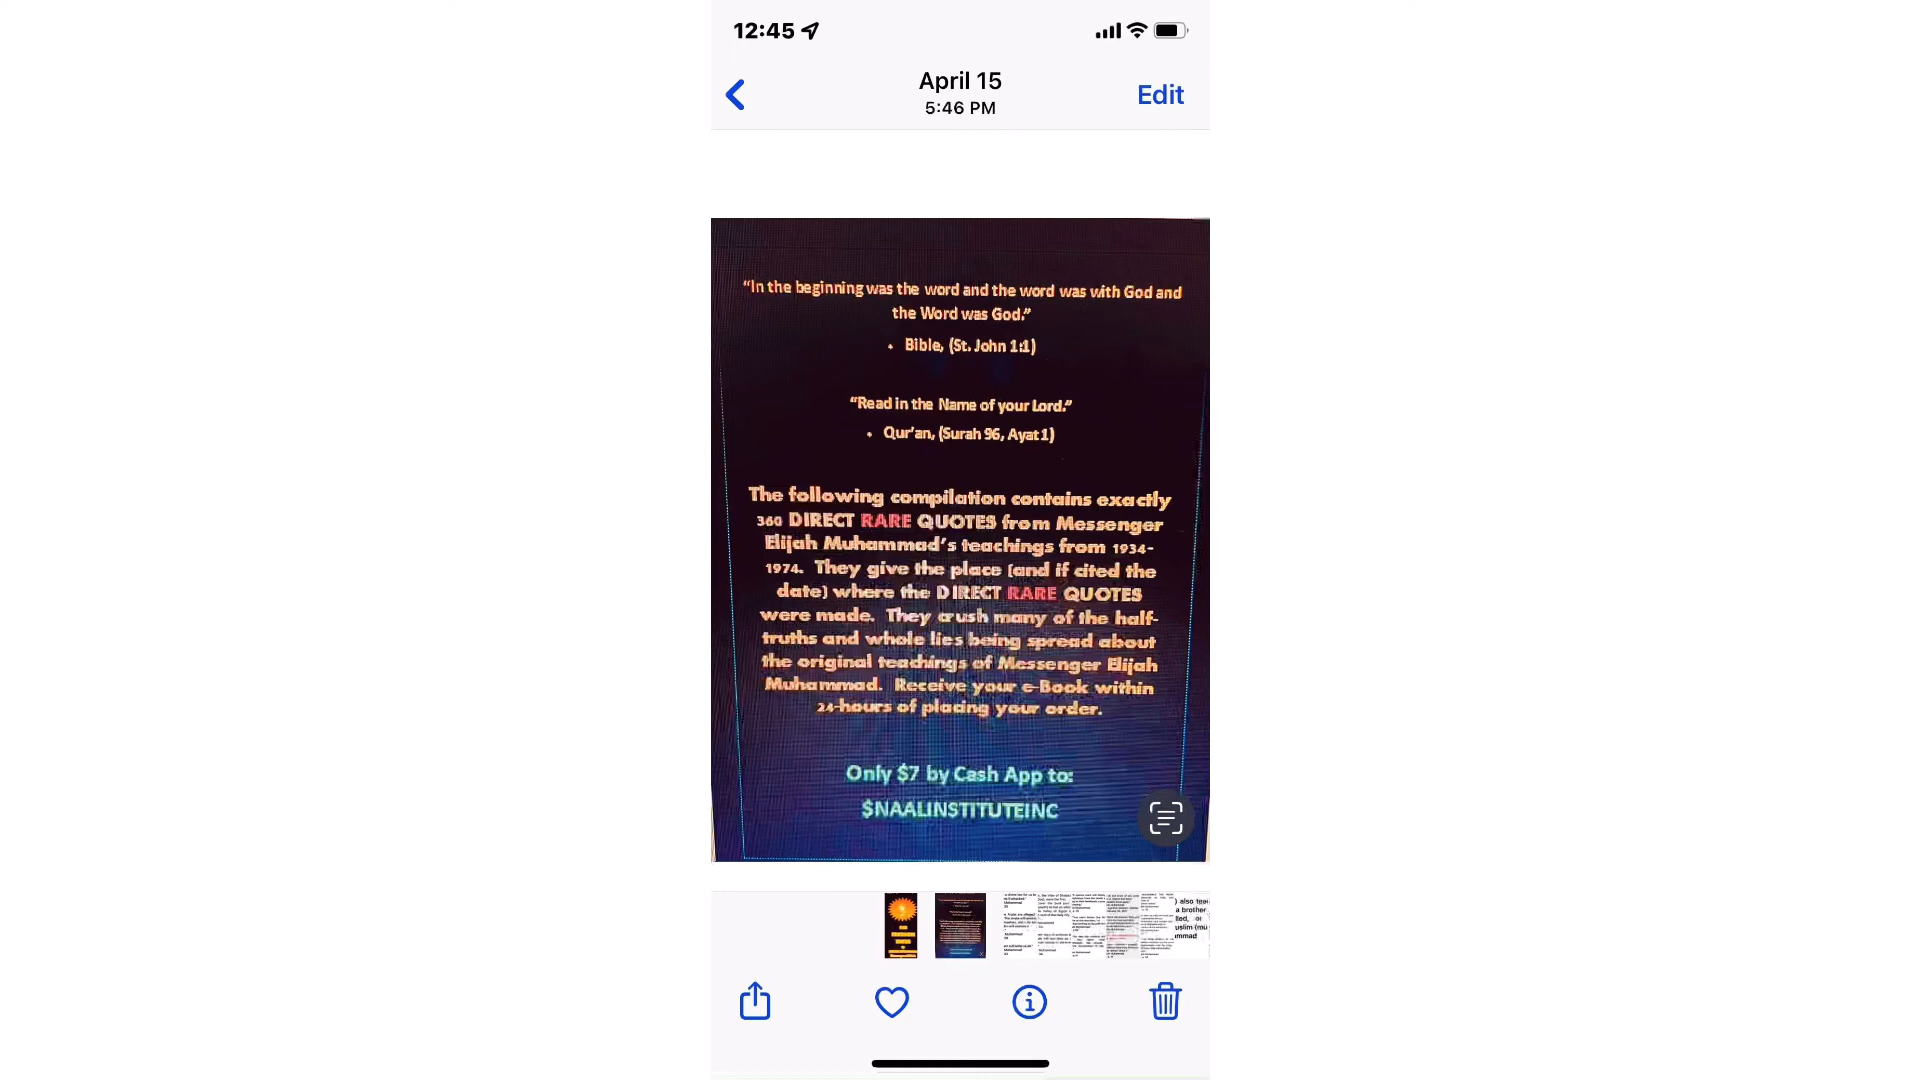 12:45
April 15
5:46 PM
Edit
“In the beginning was the word and the word was with God and
the Word was God.”
• Bible, (St. John 1:1)
“Read in the Name of your Lord.”
• Qur’an, (Surah 96, Ayat 1)
The following compilation contains exactly
360 DIRECT RARE QUOTES from Messenger
Elijah Muhammad’s teachings from 1934-
1974. They give the place (and if cited the
date) where the DIRECT RARE QUOTES
were made. They crush many of the half-
truths and whole lies being spread about
the original teachings of Messenger Elijah
Muhammad. Receive your e-Book within
24-hours of placing your order.
Only $7 by Cash App to:
$NAALINSTITUTEINC
also
a brother